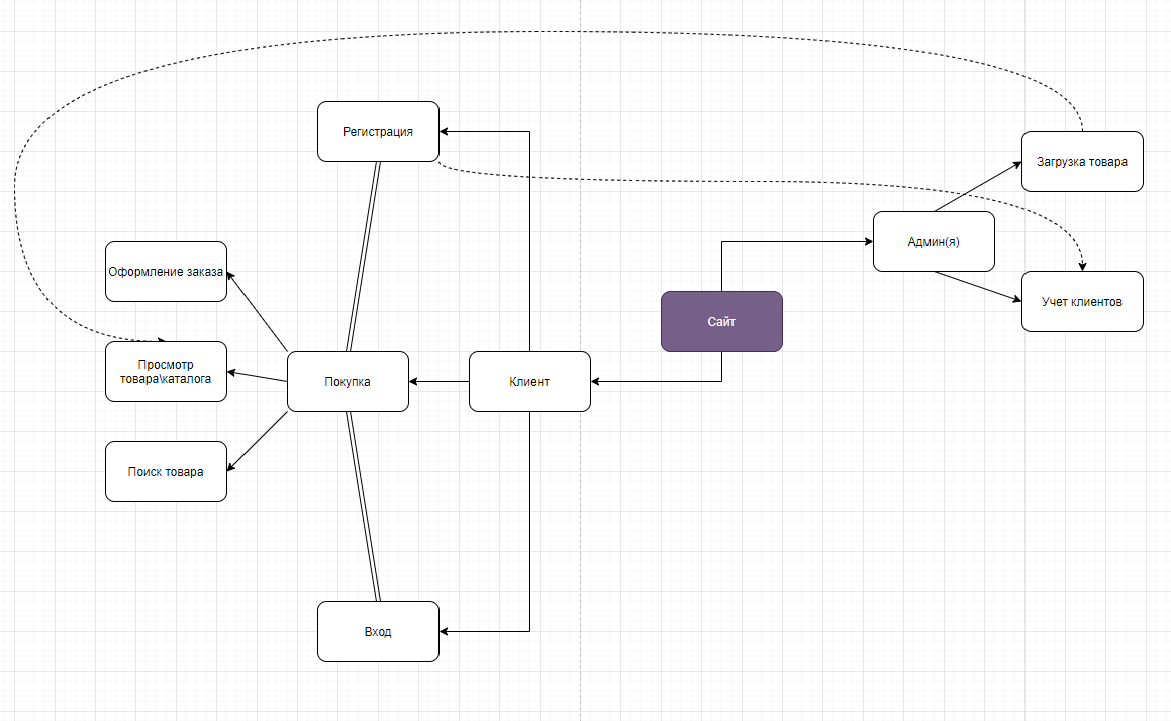 Регистрация
Загрузка товара
Админ(я)
Оформление заказа
Учет клиентов
Сайт
Просмотр
товара\каталога
Покупка
Клиент
Поиск товара
Вход